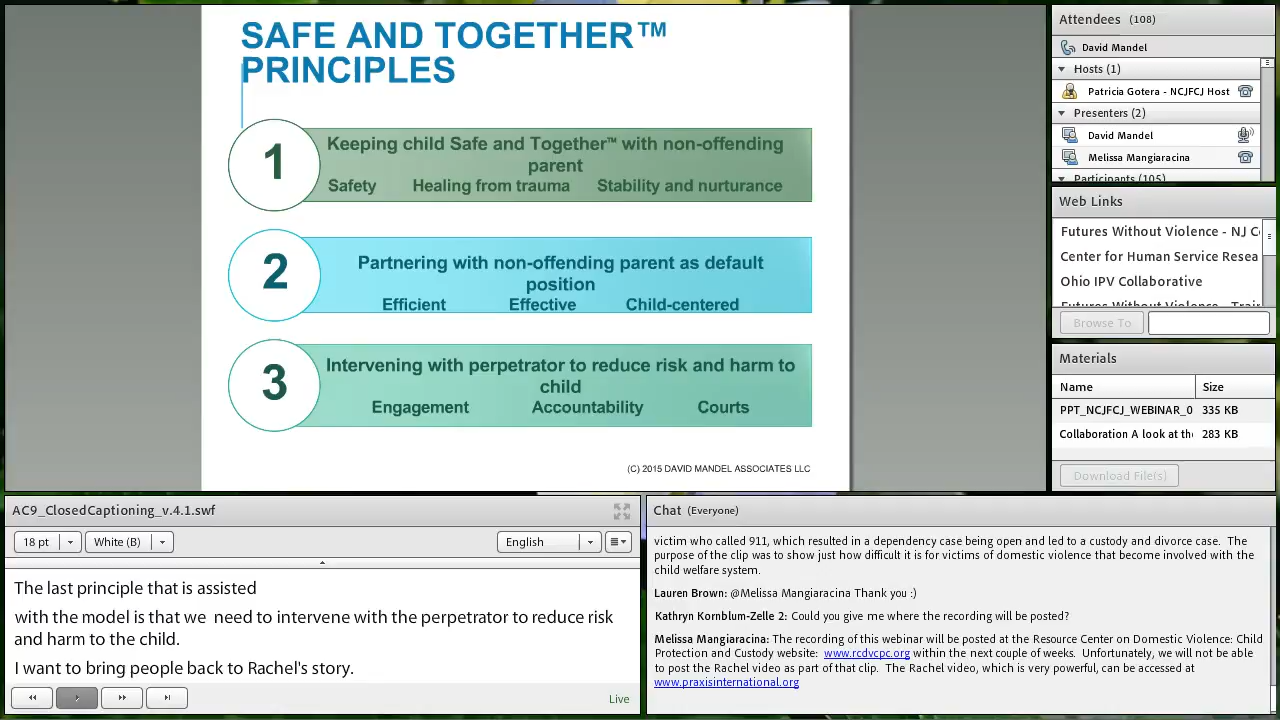 SAFE AND TOGETHER™
PRINCIPLES
1
Keeping child Safe and Together™ with non-offending
parent
Safety Healing from trauma Stability and nurturance
2
Partnering with non-offending parent as default
position
Efficient Effective Child-centered
3
Intervening with perpetrator to reduce risk and harm to
child
Engagement Accountability Courts
(C) 2015 DAVID MANDEL ASSOCIATES LLC
Attendees (108)
David Mandel
Hosts (1)
Patricia Gotera - NCJFCJ Host
Presenters (2)
David Mandel
Melissa Mangiaracina
Participants (105)
Web Links
Futures Without Violence - NJ C
Center for Human Service Resea
Ohio IPV Collaborative
Futures Without Violence - Trai
Browse To
Materials
Name Size
PPT_NCJFCJ_WEBINAR_0 335 KB
Collaboration A look at the 283 KB
Download File(s)
AC9_ClosedCaptioning_v.4.1.swf
18 pt White (B) English
The last principle that is assisted
with the model is that we need to intervene with the perpetrator to reduce risk
and harm to the child.
I want to bring people back to Rachel's story.
Live
Chat (Everyone)
victim who called 911, which resulted in a dependency case being open and led to a custody and divorce case. The
purpose of the clip was to show just how difficult it is for victims of domestic violence that become involved with the
child welfare system.
Lauren Brown: @Melissa Mangiaracina Thank you :)
Kathryn Kornblum-Zelle 2: Could you give me where the recording will be posted?
Melissa Mangiaracina: The recording of this webinar will be posted at the Resource Center on Domestic Violence: Child
Protection and Custody website: www.rcdvcpc.org within the next couple of weeks. Unfortunately, we will not be able
to post the Rachel video as part of that clip. The Rachel video, which is very powerful, can be accessed at
www.praxisinternational.org